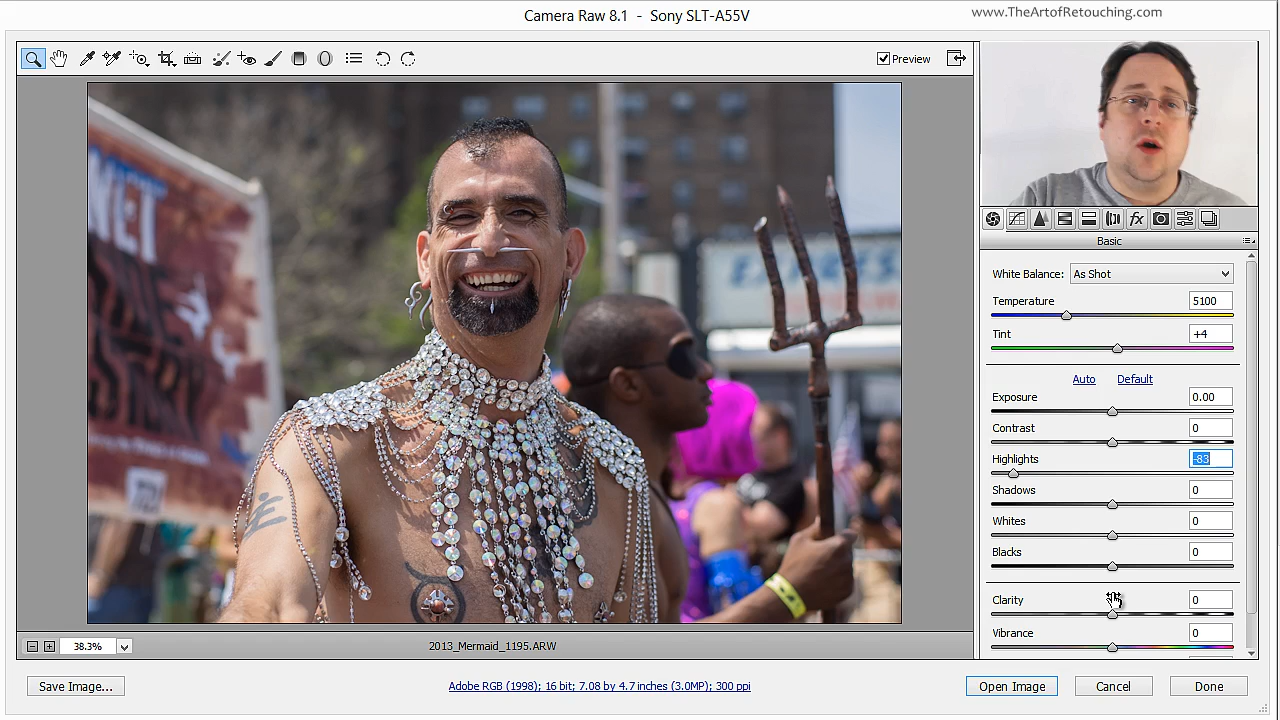 Camera Raw 8.1 - Sony SLT-A55V
www.TheArtofRetouching.com
Preview
Basic
White Balance: As Shot
Temperature 5100
Tint +4
Auto Default
Exposure 0.00
Contrast 0
Highlights -83
Shadows 0
Whites 0
Blacks 0
Clarity 0
Vibrance 0
38.3%
2013_Mermaid_1195.ARW
Save Image...
Adobe RGB (1998); 16 bit; 7.08 by 4.7 inches (3.0MP); 300 ppi
Open Image
Cancel
Done